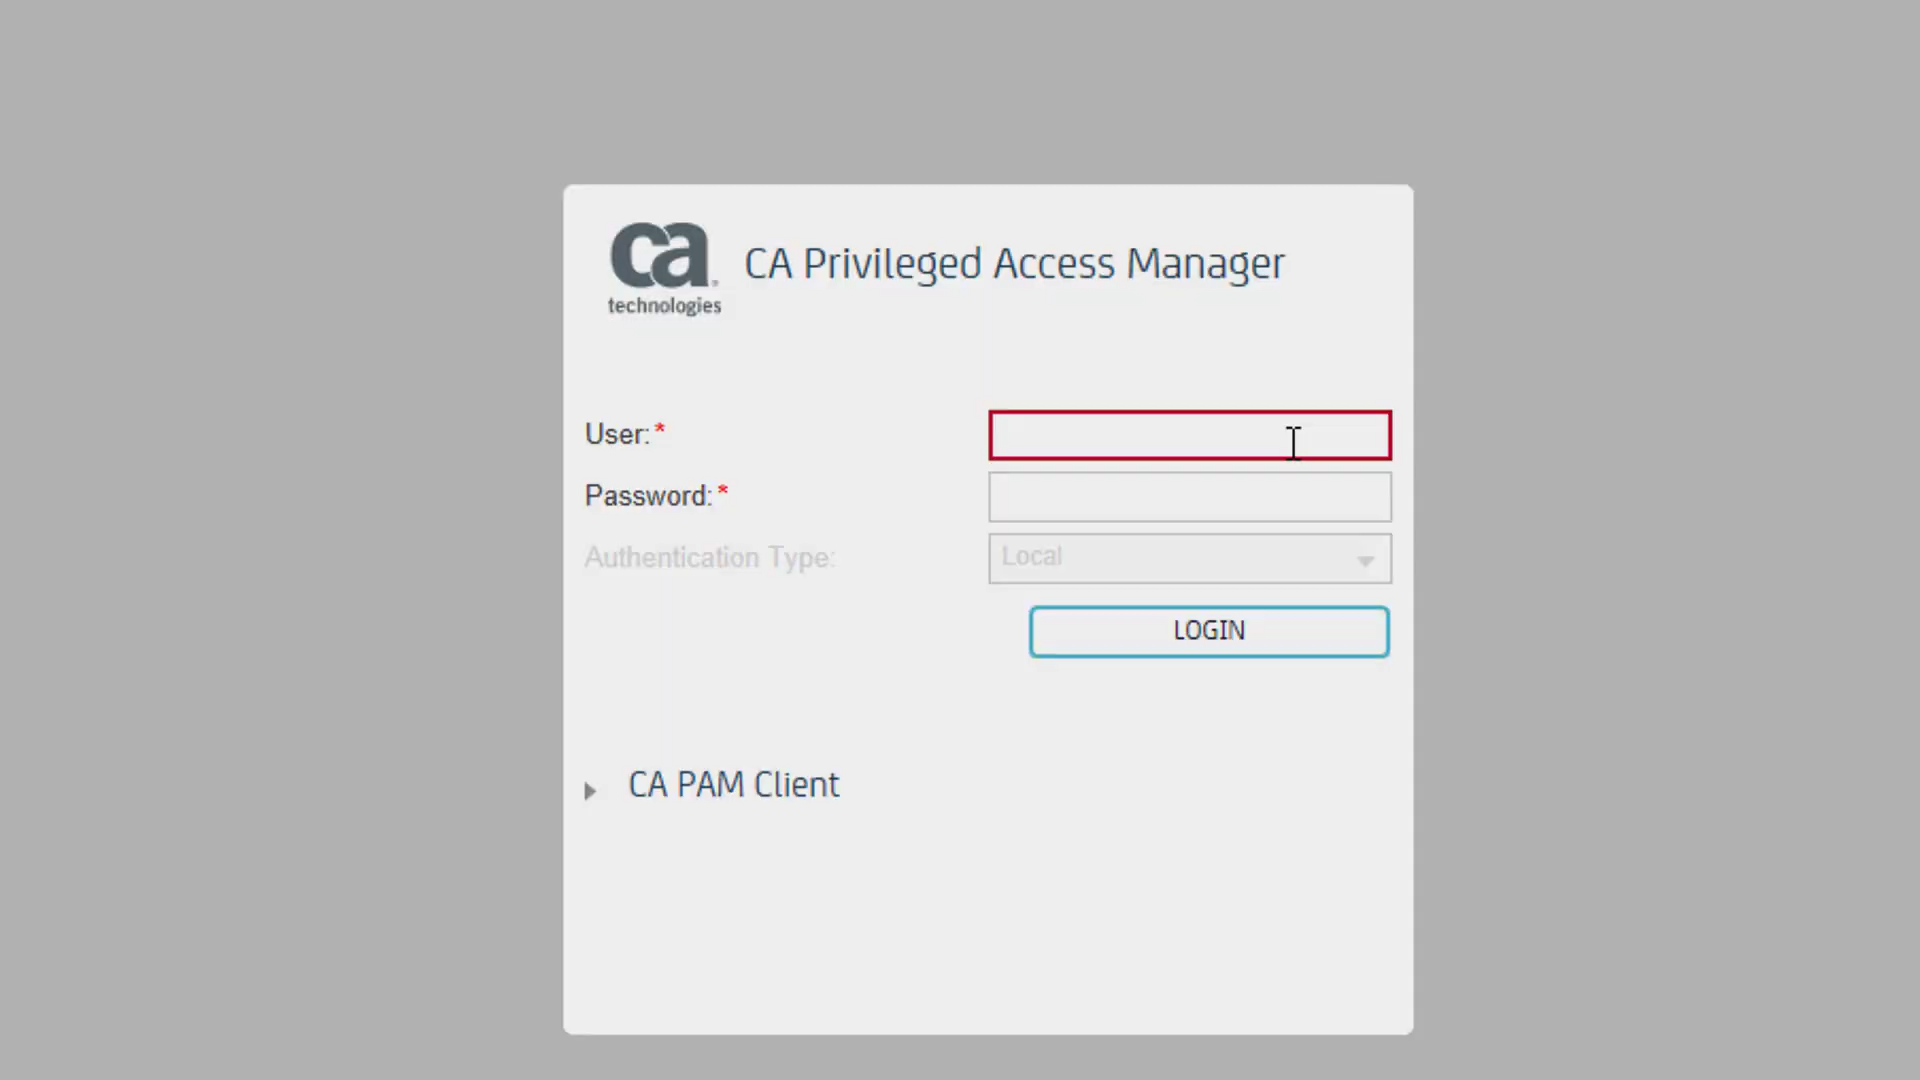 ca
technologies
CA Privileged Access Manager
User:*
Password:*
Authentication Type:
Local
LOGIN
CA PAM Client